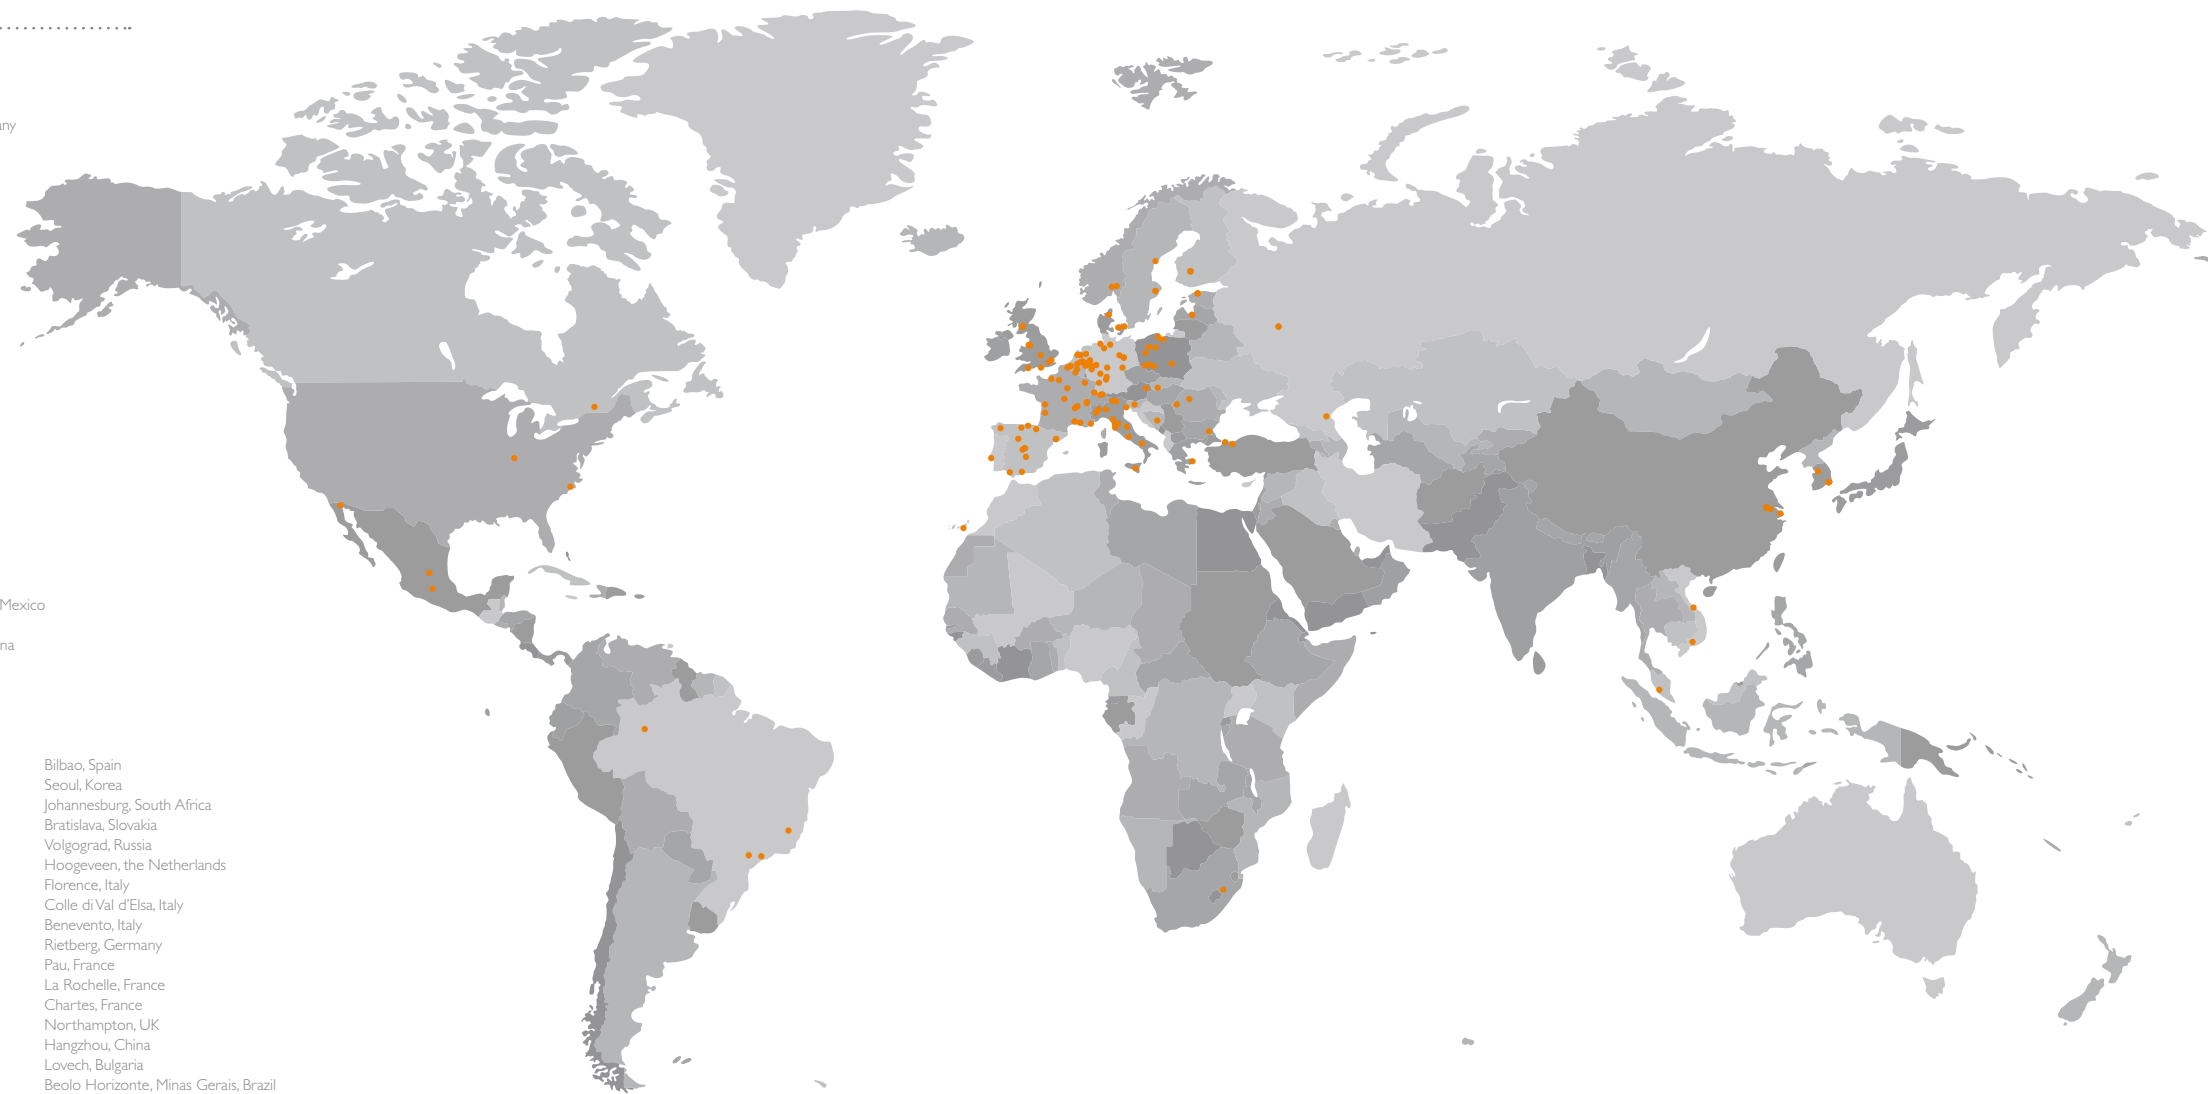 any
Mexico
na
Bilbao, Spain
Seoul, Korea
Johannesburg, South Africa
Bratislava, Slovakia
Volgograd, Russia
Hoogeveen, the Netherlands
Florence, Italy
Colle di Val d'Elsa, Italy
Benevento, Italy
Rietberg, Germany
Pau, France
La Rochelle, France
Chartes, France
Northampton, UK
Hangzhou, China
Lovech, Bulgaria
Beolo Horizonte, Minas Gerais, Brazil